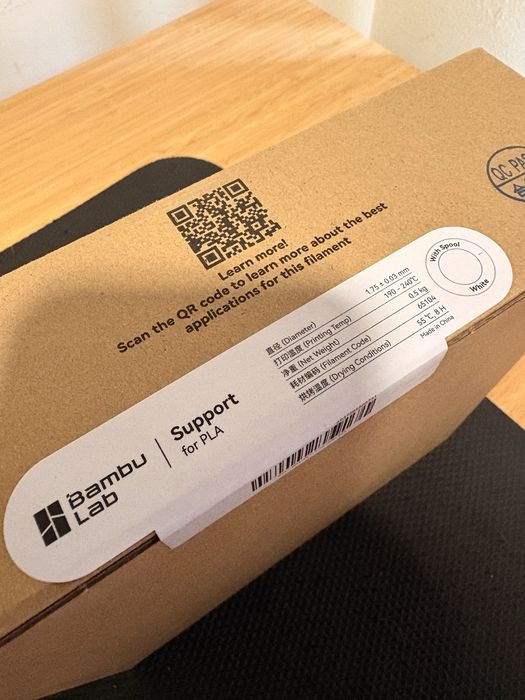 QC PA
Learn more!
Scan the QR code to learn more about the best
applications for this filament
Bambu
Lab
Support
for PLA
直径 (Diameter) 1.75 ± 0.03 mm
打印温度 (Printing Temp) 190 - 240℃
净重 (Net Weight) 0.5 kg
耗材编码 (Filament Code) 65104
烘烤温度 (Drying Conditions) 55 ℃, 8 H
Made in China
With Spool
White